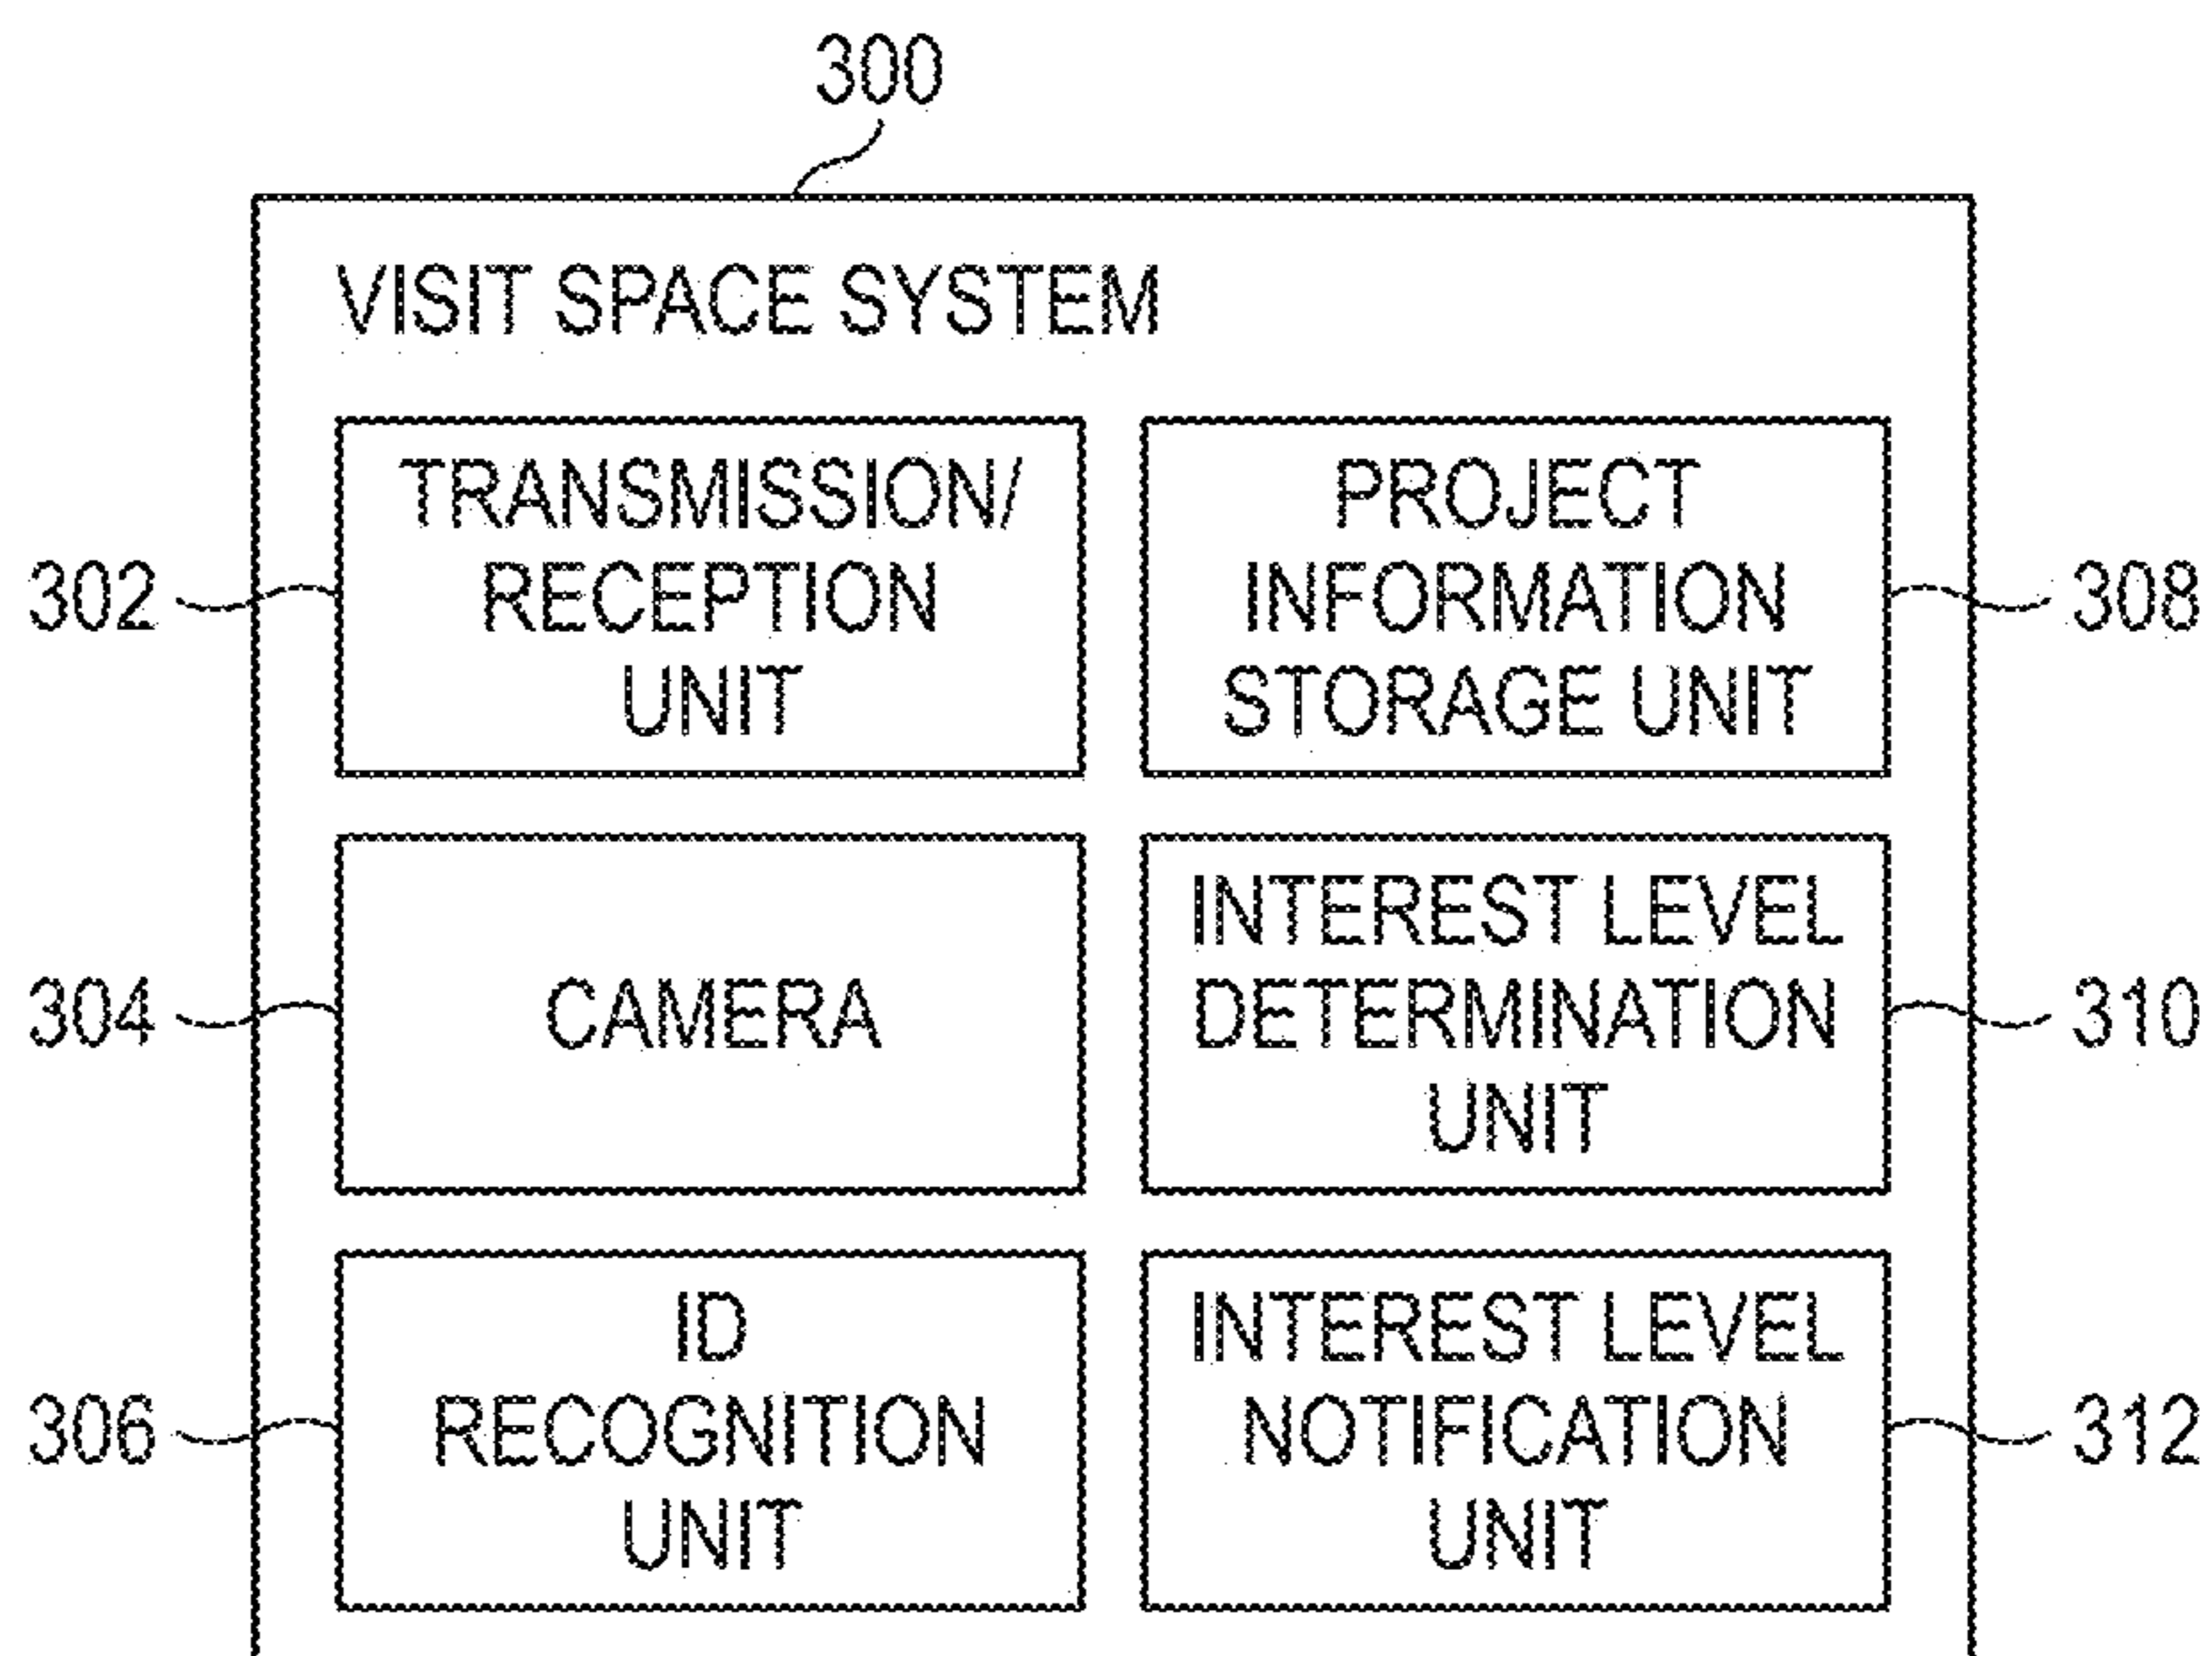 300
VISIT SPACE SYSTEM
302
TRANSMISSION/
RECEPTION
UNIT
PROJECT
INFORMATION
STORAGE UNIT
308
304
CAMERA
INTEREST LEVEL
DETERMINATION
UNIT
310
306
ID
RECOGNITION
UNIT
INTEREST LEVEL
NOTIFICATION
UNIT
312